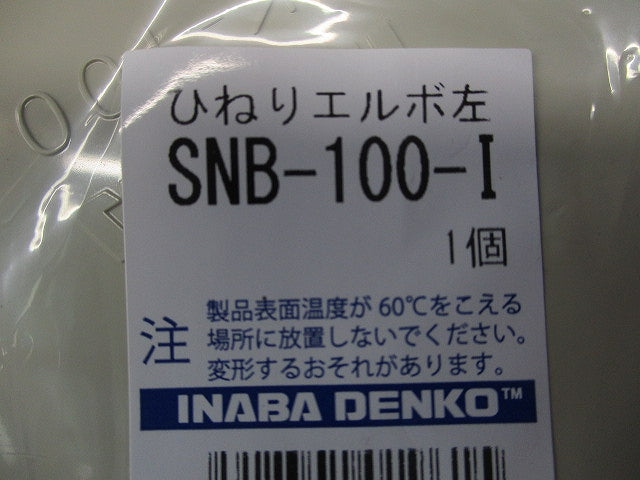 ひねりエルボ左
SNB-100-I
1個
注
製品表面温度が60℃をこえる
場所に放置しないでください。
変形するおそれがあります。
INABA DENKO™